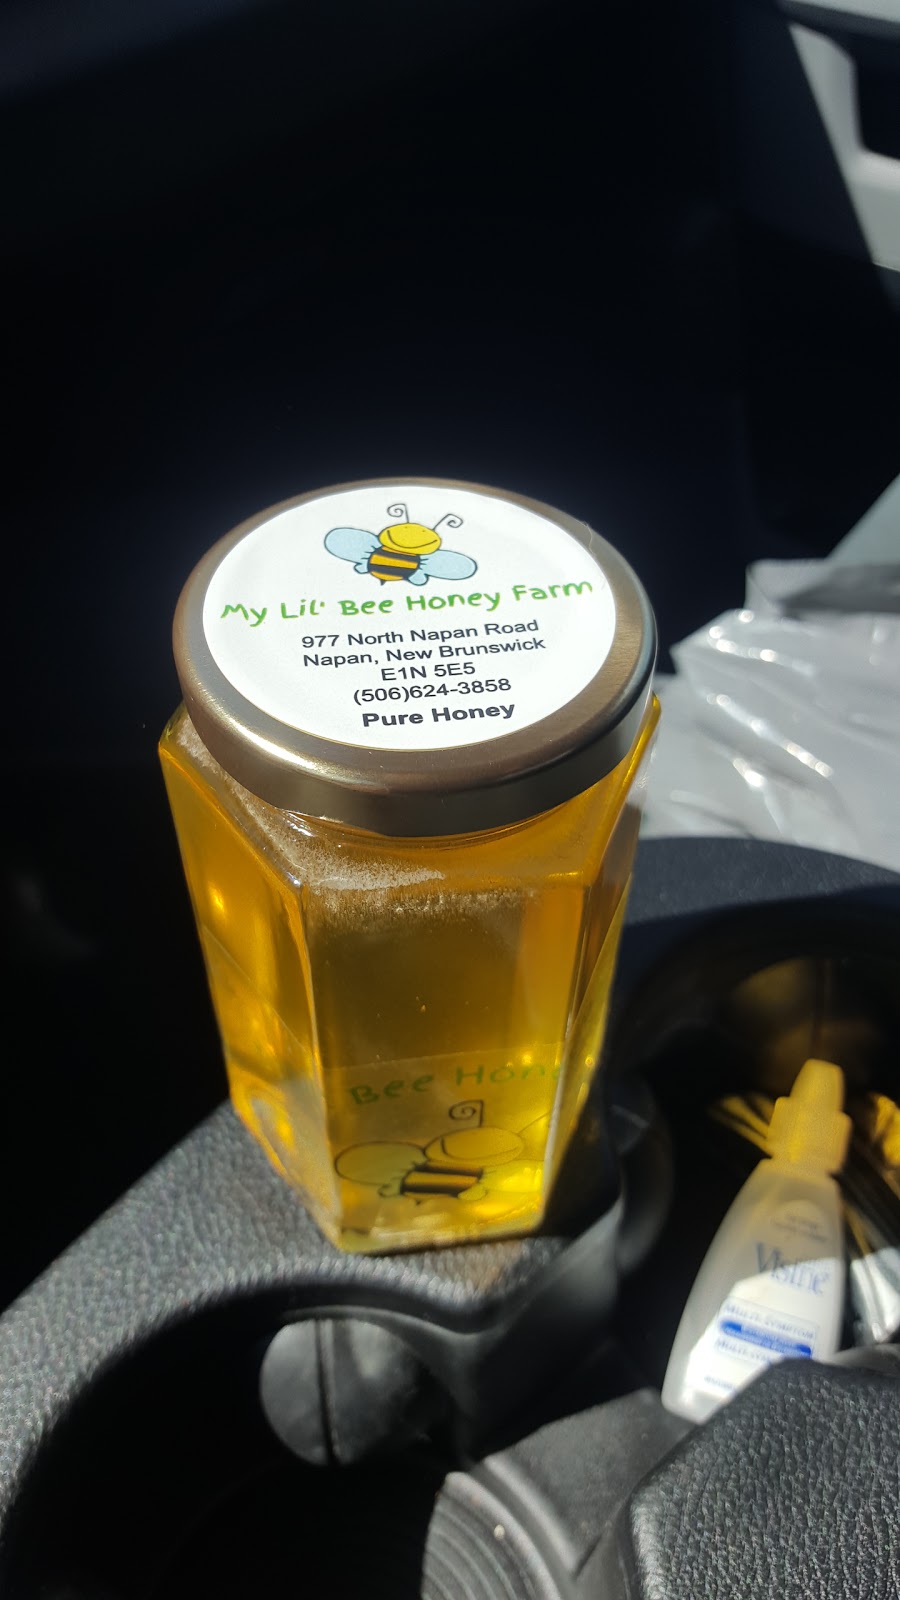 My Lil' Bee Honey Farm
977 North Napan Road
Napan, New Brunswick
E1N 5E5
(506)624-3858
Pure Honey
Bee Hon
Visine